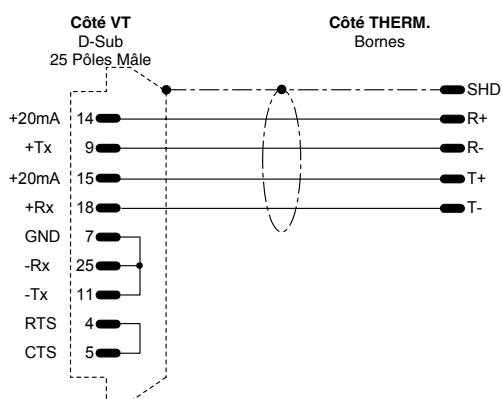 Côté VT
D-Sub
25 Pôles Mâle
Côté THERM.
Bornes
SHD
+20mA 14 R+
+Tx 9 R-
+20mA 15 T+
+Rx 18 T-
GND 7
-Rx 25
-Tx 11
RTS 4
CTS 5